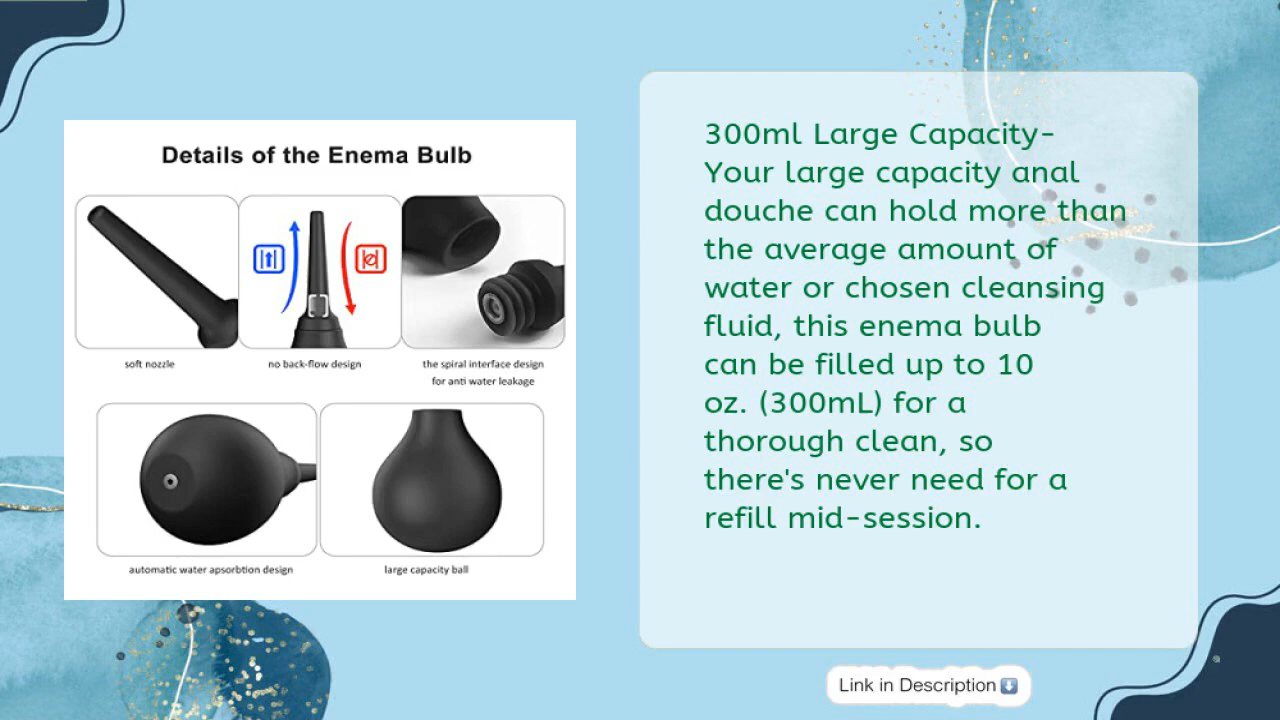 Details of the Enema Bulb
soft nozzle
no back-flow design
the spiral interface design
for anti water leakage
automatic water apsorbtion design
large capacity ball
300ml Large Capacity-
Your large capacity anal
douche can hold more than
the average amount of
water or chosen cleansing
fluid, this enema bulb
can be filled up to 10
oz. (300mL) for a
thorough clean, so
there's never need for a
refill mid-session.
Link in Description